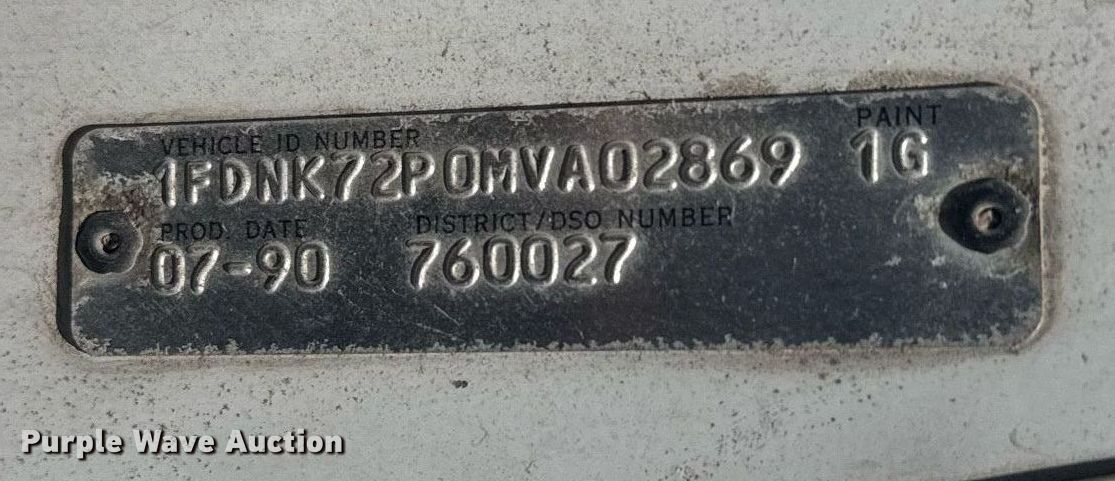 VEHICLE ID NUMBER PAINT
1FDNK72P0MVA02869 1G
PROD. DATE DISTRICT/DSO NUMBER
07-90 760027
Purple Wave Auction